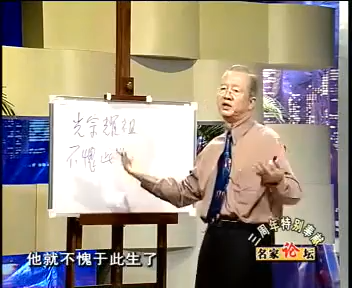 光宗耀祖
不愧此
三周年特别奉献
名家论坛
他就不愧于此生了